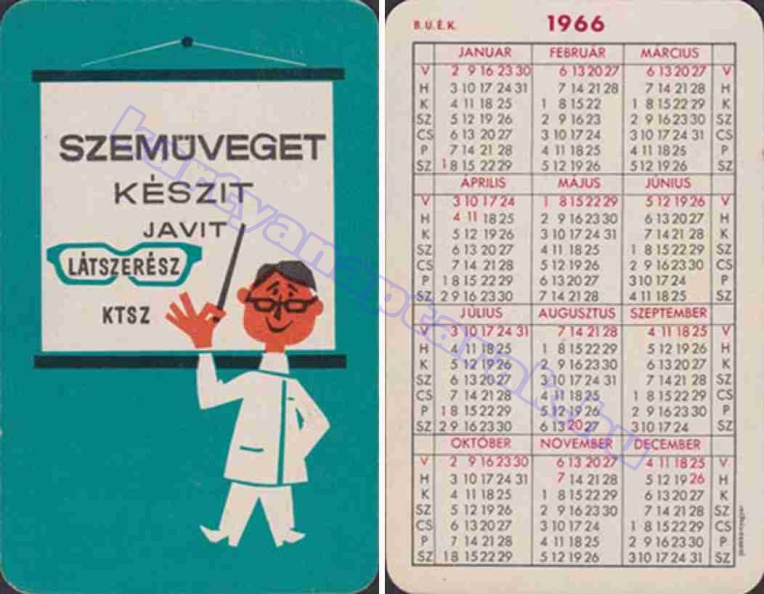 SZEMÜVEGET
KÉSZIT
JAVIT
LÁTSZERÉSZ
KTSZ
kartyanaptarak.hu
B.U.É.K. 1966
JANUÁR FEBRUÁR MÁRCIUS
V 2 9 16 23 30 6 13 20 27 6 13 20 27 V
H 3 10 17 24 31 7 14 21 28 7 14 21 28 H
K 4 11 18 25 1 8 15 22 1 8 15 22 29 K
SZ 5 12 19 26 2 9 16 23 2 9 16 23 30 SZ
CS 6 13 20 27 3 10 17 24 3 10 17 24 31 CS
P 7 14 21 28 4 11 18 25 4 11 18 25 P
SZ 1 8 15 22 29 5 12 19 26 5 12 19 26 SZ
ÁPRILIS MÁJUS JÚNIUS
V 3 10 17 24 1 8 15 22 29 5 12 19 26 V
H 4 11 18 25 2 9 16 23 30 6 13 20 27 H
K 5 12 19 26 3 10 17 24 31 7 14 21 28 K
SZ 6 13 20 27 4 11 18 25 1 8 15 22 29 SZ
CS 7 14 21 28 5 12 19 26 2 9 16 23 30 CS
P 1 8 15 22 29 6 13 20 27 3 10 17 24 P
SZ 2 9 16 23 30 7 14 21 28 4 11 18 25 SZ
JÚLIUS AUGUSZTUS SZEPTEMBER
V 3 10 17 24 31 7 14 21 28 4 11 18 25 V
H 4 11 18 25 1 8 15 22 29 5 12 19 26 H
K 5 12 19 26 2 9 16 23 30 6 13 20 27 K
SZ 6 13 20 27 3 10 17 24 31 7 14 21 28 SZ
CS 7 14 21 28 4 11 18 25 1 8 15 22 29 CS
P 1 8 15 22 29 5 12 19 26 2 9 16 23 30 P
SZ 2 9 16 23 30 6 13 20 27 3 10 17 24 SZ
OKTÓBER NOVEMBER DECEMBER
V 2 9 16 23 30 6 13 20 27 4 11 18 25 V
H 3 10 17 24 31 7 14 21 28 5 12 19 26 H
K 4 11 18 25 1 8 15 22 29 6 13 20 27 K
SZ 5 12 19 26 2 9 16 23 30 7 14 21 28 SZ
CS 6 13 20 27 3 10 17 24 1 8 15 22 29 CS
P 7 14 21 28 4 11 18 25 2 9 16 23 30 P
SZ 1 8 15 22 29 5 12 19 26 3 10 17 24 31 SZ